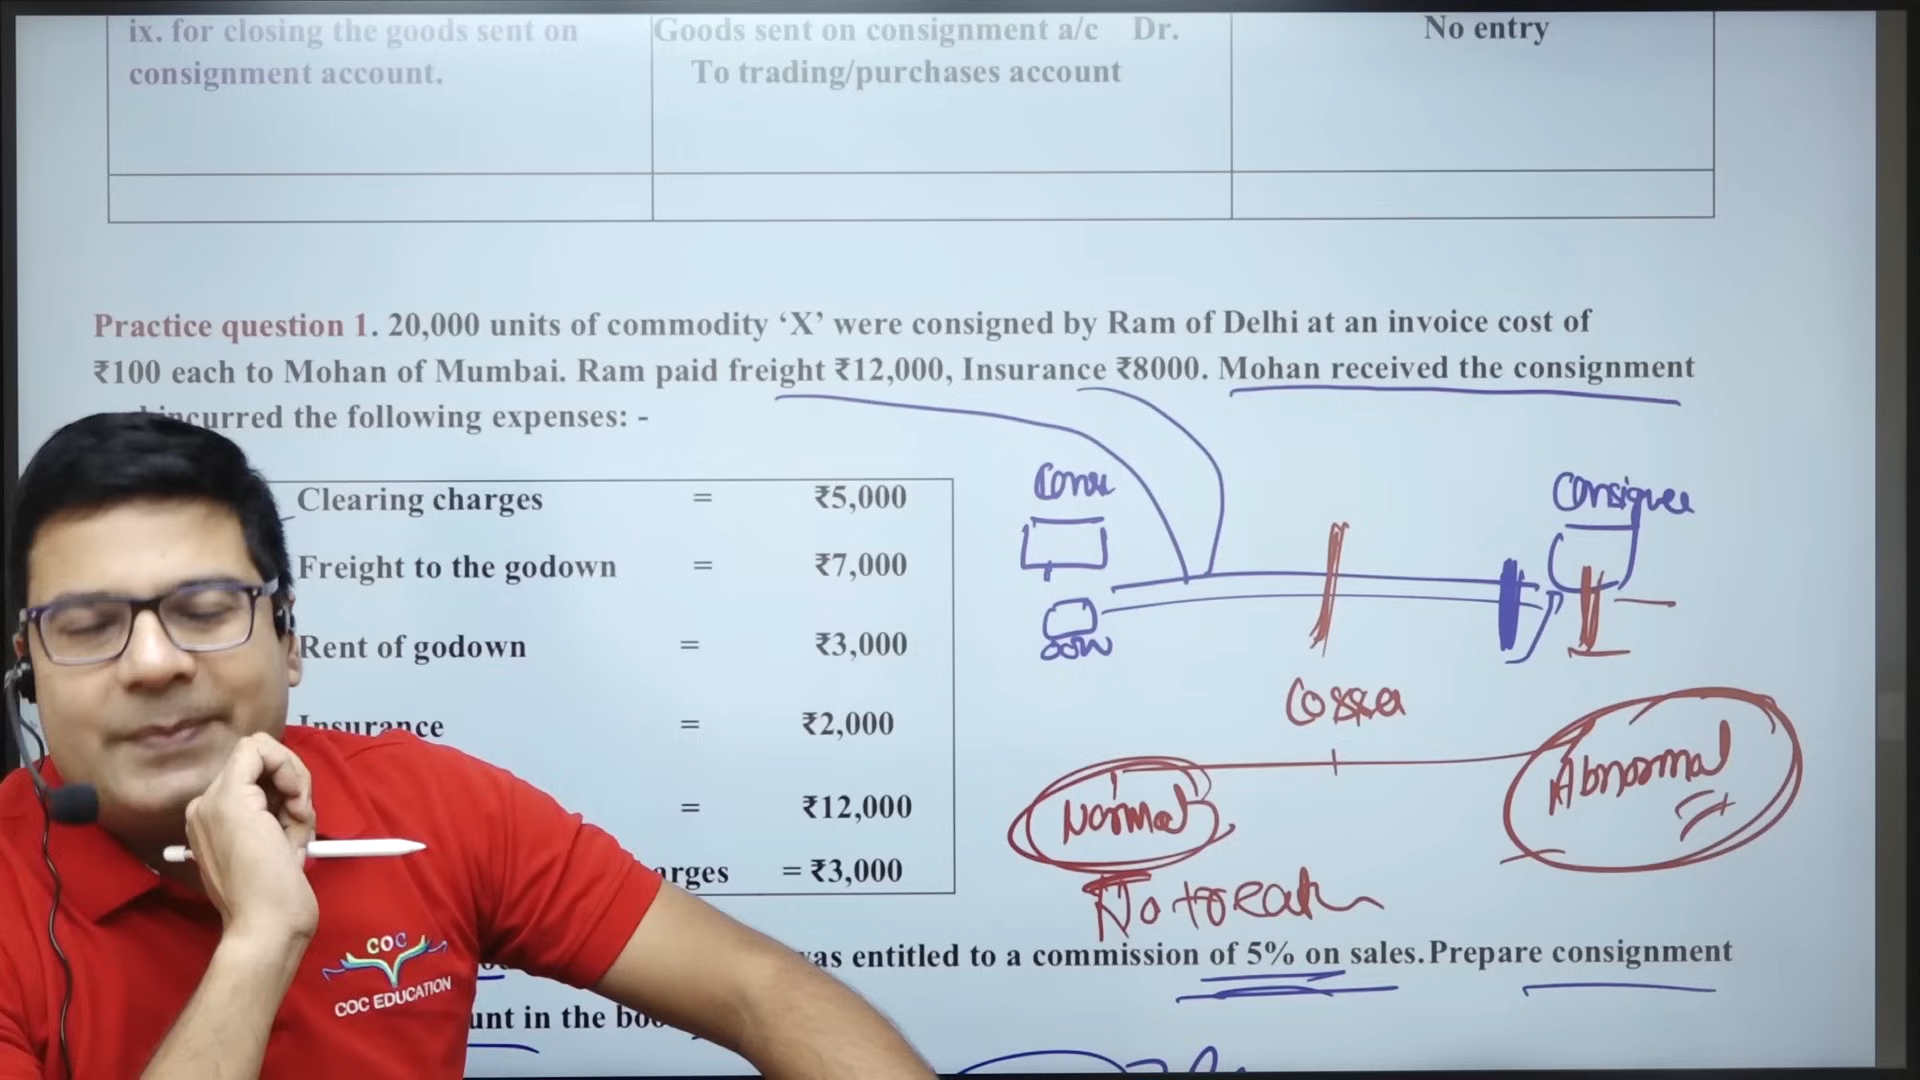 ix. for closing the goods sent on
consignment account.
Goods sent on consignment a/c Dr.
To trading/purchases account
No entry
Practice question 1. 20,000 units of commodity ‘X’ were consigned by Ram of Delhi at an invoice cost of
₹100 each to Mohan of Mumbai. Ram paid freight ₹12,000, Insurance ₹8000. Mohan received the consignment
incurred the following expenses: -
Clearing charges = ₹5,000
Freight to the godown = ₹7,000
Rent of godown = ₹3,000
Insurance = ₹2,000
= ₹12,000
= ₹3,000
Consignee
Normal
Abnormal
No treat
was entitled to a commission of 5% on sales.Prepare consignment
in the
COC
COC EDUCATION